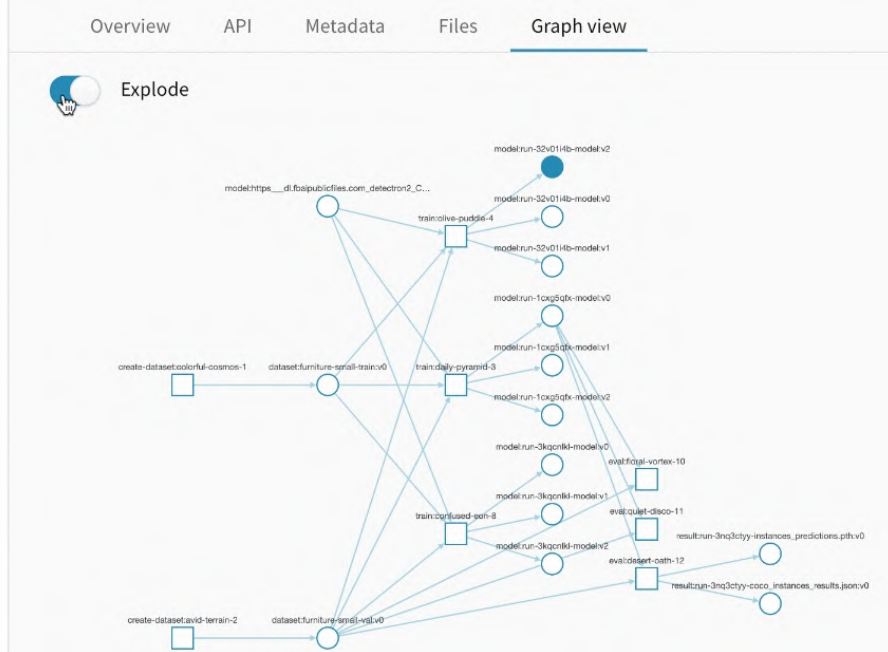 Overview API Metadata Files Graph view
Explode
model:run-32v01l4b-model:v2
model:https___dl.fbaipublicfiles.com_detectron2_C...
model:run-32v01l4b-model:v0
train:olive-puddle-4
model:run-32v01l4b-model:v1
model:run-1cxg5qfx-model:v0
model:run-1cxg5qfx-model:v1
create-dataset:colorful-cosmos-1
dataset:furniture-small-train:v0
train:daily-pyramid-3
model:run-1cxg5qfx-model:v2
model:run-3kqcnlkl-model:v0
eval:floral-vortex-10
model:run-3kqcnlkl-model:v1
eval:quiet-disco-11
train:confused-pon-8
result:run-3nq3ctyy-instances_predictions.pth:v0
model:run-3kqcnlkl-model:v2
eval:desert-oath-12
result:run-3nq3ctyy-coco_instances_results.json:v0
create-dataset:avid-terrain-2
dataset:furniture-small-val:v0